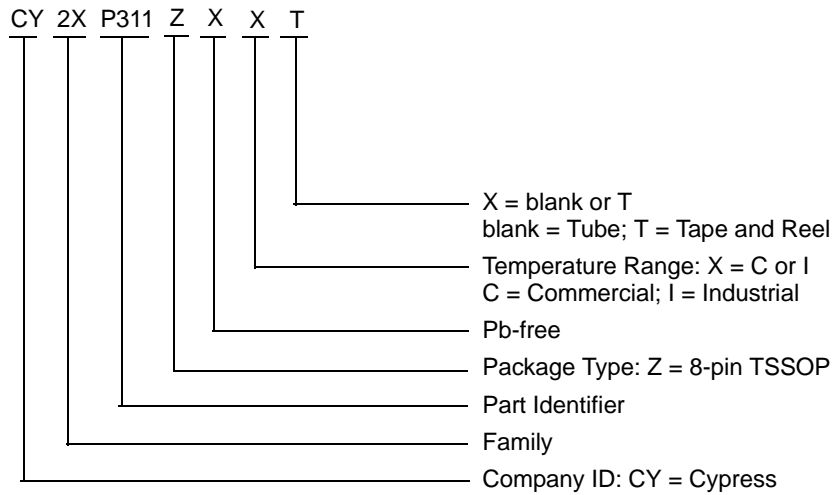 CY 2X P311 Z X X T
X = blank or T
blank = Tube; T = Tape and Reel
Temperature Range: X = C or I
C = Commercial; I = Industrial
Pb-free
Package Type: Z = 8-pin TSSOP
Part Identifier
Family
Company ID: CY = Cypress